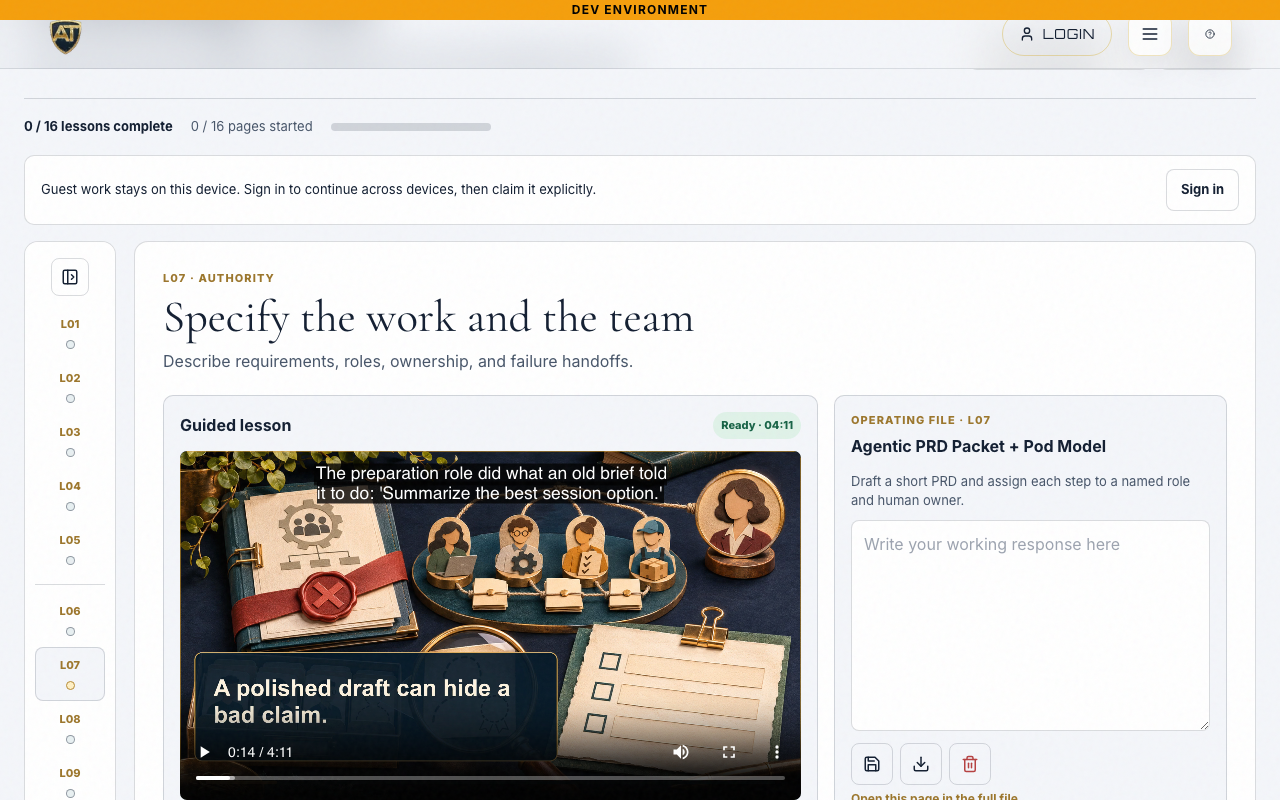 DEV ENVIRONMENT
AT
LOGIN
0 / 16 lessons complete
0 / 16 pages started
Guest work stays on this device. Sign in to continue across devices, then claim it explicitly.
Sign in
L01
L02
L03
L04
L05
L06
L07
L08
L09
L07 · AUTHORITY
Specify the work and the team
Describe requirements, roles, ownership, and failure handoffs.
Guided lesson
Ready · 04:11
The preparation role did what an old brief told
it to do: 'Summarize the best session option.'
A polished draft can hide a
bad claim.
0:14 / 4:11
OPERATING FILE · L07
Agentic PRD Packet + Pod Model
Draft a short PRD and assign each step to a named role
and human owner.
Write your working response here
Open this page in the full file